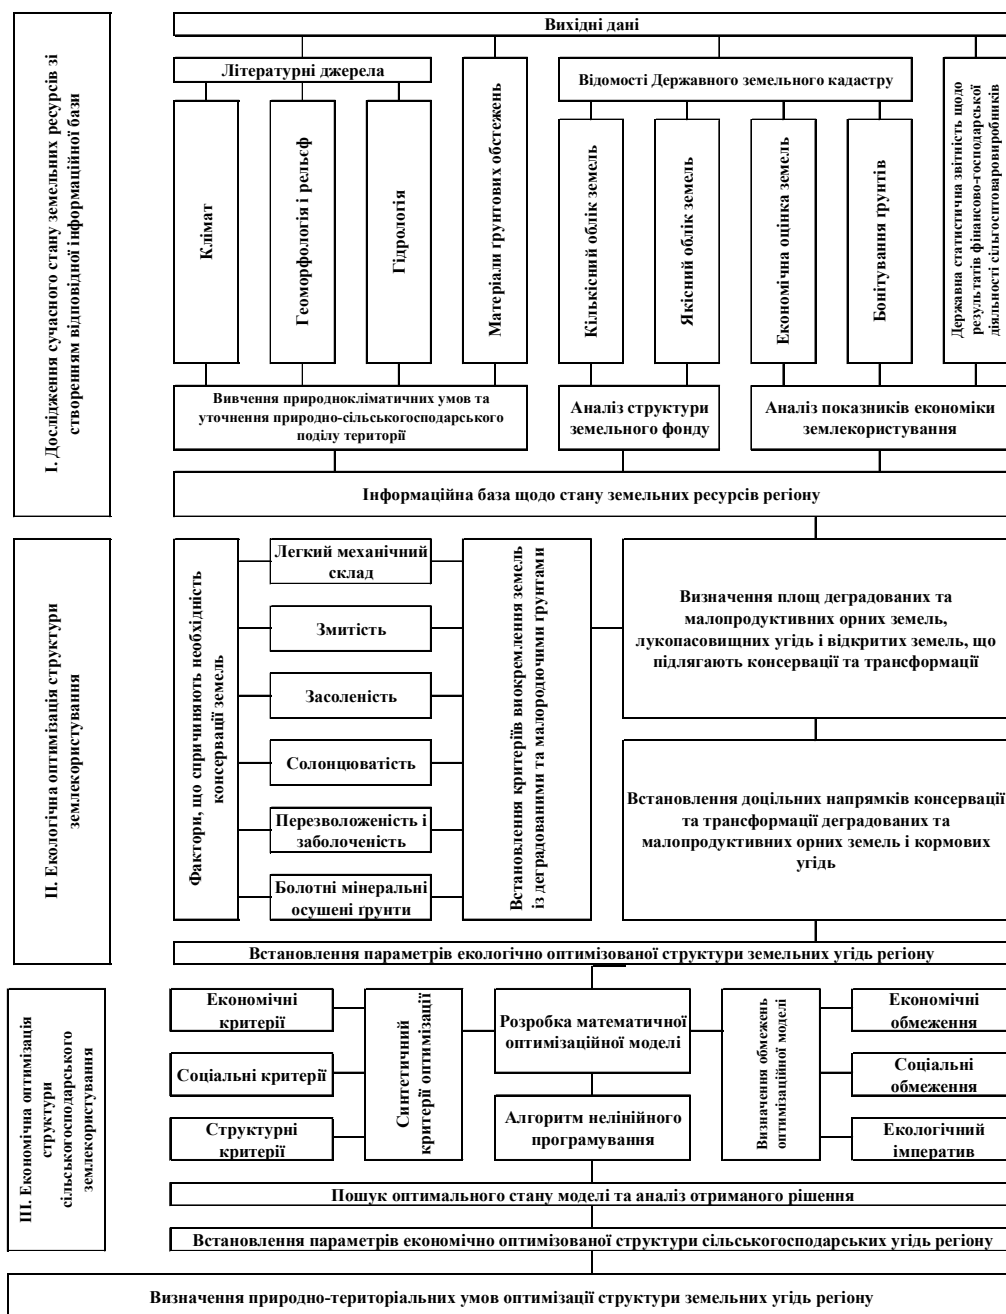 І. Дослідження сучасного стану земельних ресурсів зі
створенням відповідної інформаційної бази
Вихідні дані
Літературні джерела
Клімат
Геоморфологія і рельєф
Гідрологія
Матеріали ґрунтових обстежень
Відомості Державного земельного кадастру
Кількісний облік земель
Якісний облік земель
Економічна оцінка земель
Бонітування ґрунтів
Державна статистична звітність щодо
результатів фінансово-господарської
діяльності сільгосптоваровиробників
Вивчення природнокліматичних умов та
уточнення природно-сільськогосподарського
поділу території
Аналіз структури
земельного фонду
Аналіз показників економіки
землекористування
Інформаційна база щодо стану земельних ресурсів регіону
ІІ. Екологічна оптимізація структури
землекористування
Фактори, що спричиняють необхідність
консервації земель
Легкий механічний
склад
Змитість
Засоленість
Солонцюватість
Перезволоженість і
заболоченість
Болотні мінеральні
осушені ґрунти
Встановлення критеріїв виокремлення земель
із деградованими та малородючими ґрунтами
Визначення площ деградованих та
малопродуктивних орних земель,
лукопасовищних угідь і відкритих земель, що
підлягають консервації та трансформації
Встановлення доцільних напрямків консервації
та трансформації деградованих та
малопродуктивних орних земель і кормових
угідь
Встановлення параметрів екологічно оптимізованої структури земельних угідь регіону
ІІІ. Економічна оптимізація
структури
сільськогосподарського
землекористування
Економічні
критерії
Соціальні критерії
Структурні
критерії
Синтетичний
критерії оптимізації
Розробка математичної
оптимізаційної моделі
Алгоритм нелінійного
програмування
Визначення обмежень
оптимізаційної моделі
Економічні
обмеження
Соціальні
обмеження
Екологічний
імператив
Пошук оптимального стану моделі та аналіз отриманого рішення
Встановлення параметрів економічно оптимізованої структури сільськогосподарських угідь регіону
Визначення природно-територіальних умов оптимізації структури земельних угідь регіону